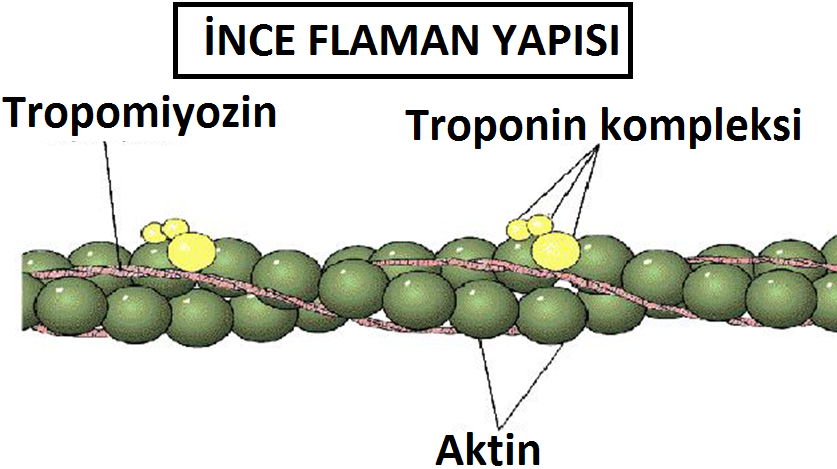 İNCE FLAMAN YAPISI
Tropomiyozin
Troponin kompleksi
Aktin